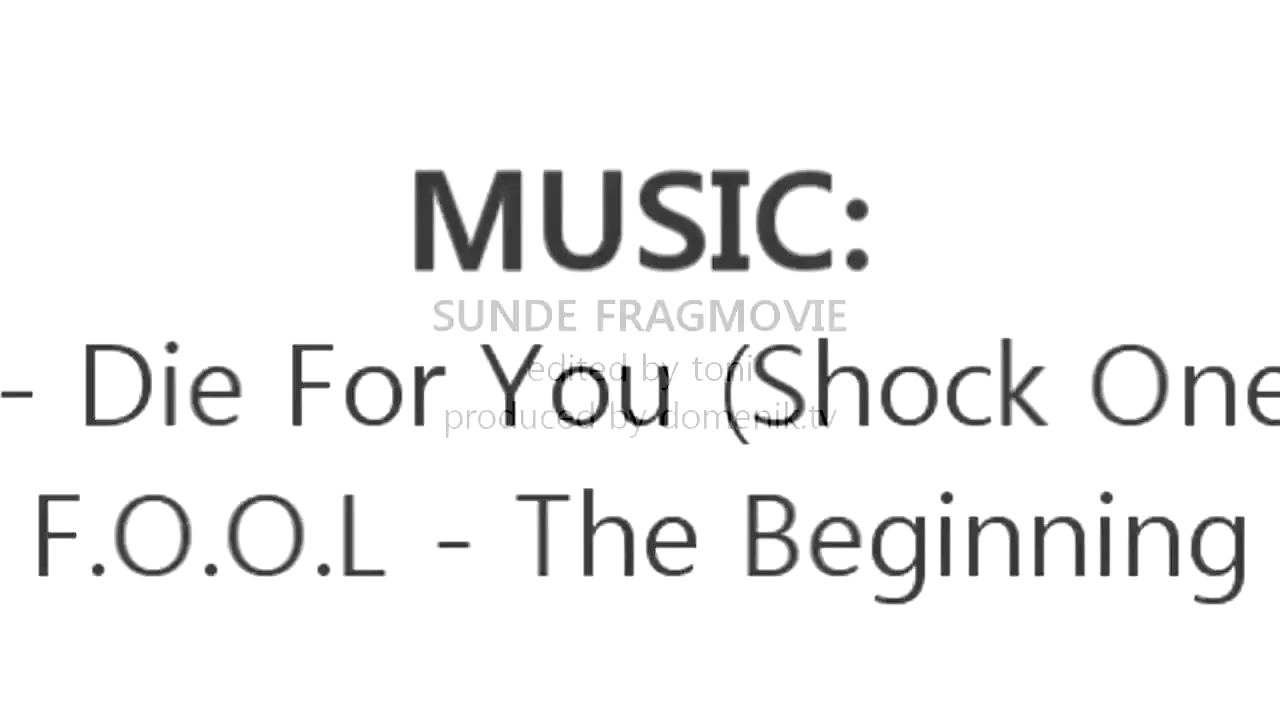 MUSIC:
SUNDE FRAGMOVIE
- Die For You (Shock One
edited by toni
produced by domenik.tv
F.O.O.L - The Beginning